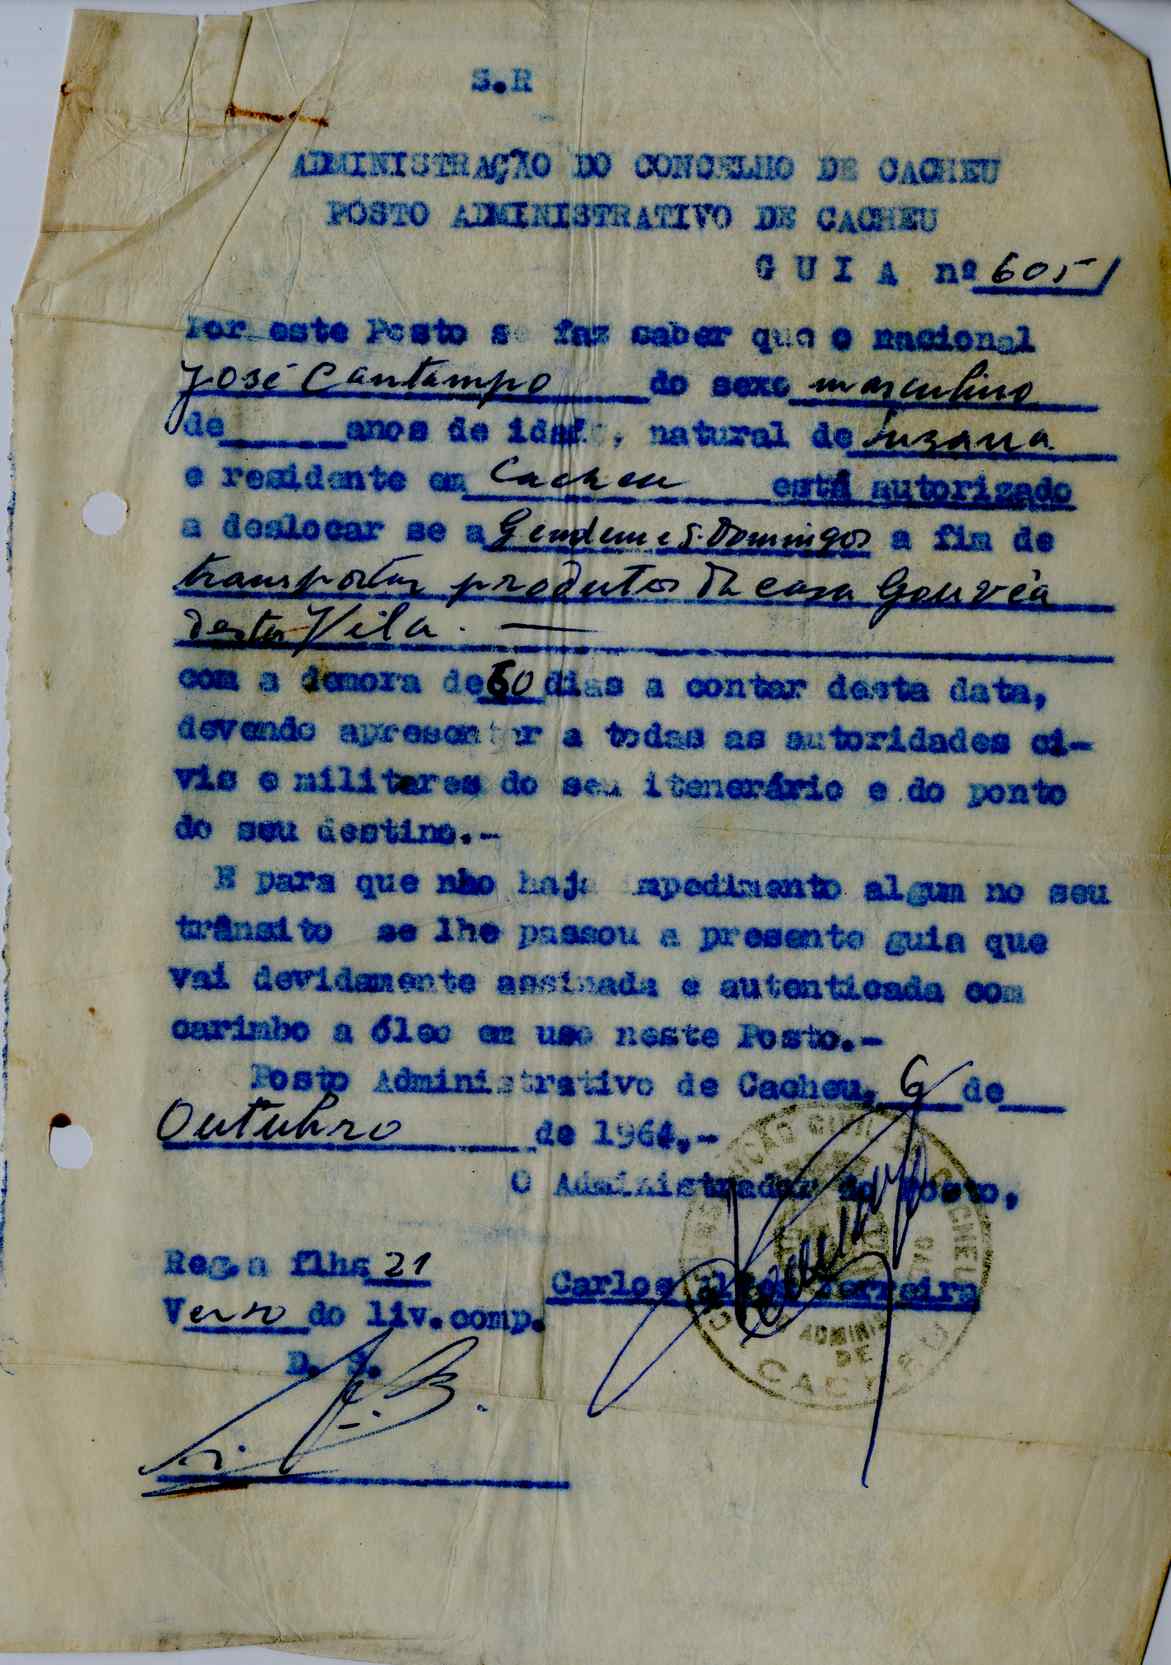 S.R
ADMINISTRAÇÃO DO CONCELHO DE CACHEU
POSTO ADMINISTRATIVO DE CACHEU
G U I A nº 605/
Por este Posto se faz saber que o nacional
José Cantampo do sexo masculino
de anos de idade, natural de Suzana
e residente em Cacheu está autorizado
a deslocar se a e S. Domingos a fim de
transportar produtos da casa Gouvêa
desta Vila. —
com a demora de 60 dias a contar desta data,
devendo apresentar a todas as autoridades ci-
vis e militares do seu itenerário e do ponto
do seu destino.-
E para que não haja impedimento algum no seu
trânsito se lhe passou a presente guia que
vai devidamente assinada e autenticada com
carimbo a óleo em uso neste Posto.-
Posto Administrativo de Cacheu, 6 de
Outubro de 1964.-
O Administrador do Posto,
Reg. a flhs 21
Verso do liv. comp.
Carlos Ferreira
D. S.
CACHEU